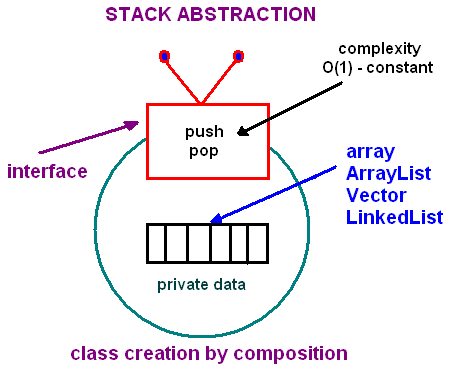 STACK ABSTRACTION
complexity
O(1) - constant
push
pop
interface
array
ArrayList
Vector
LinkedList
private data
class creation by composition